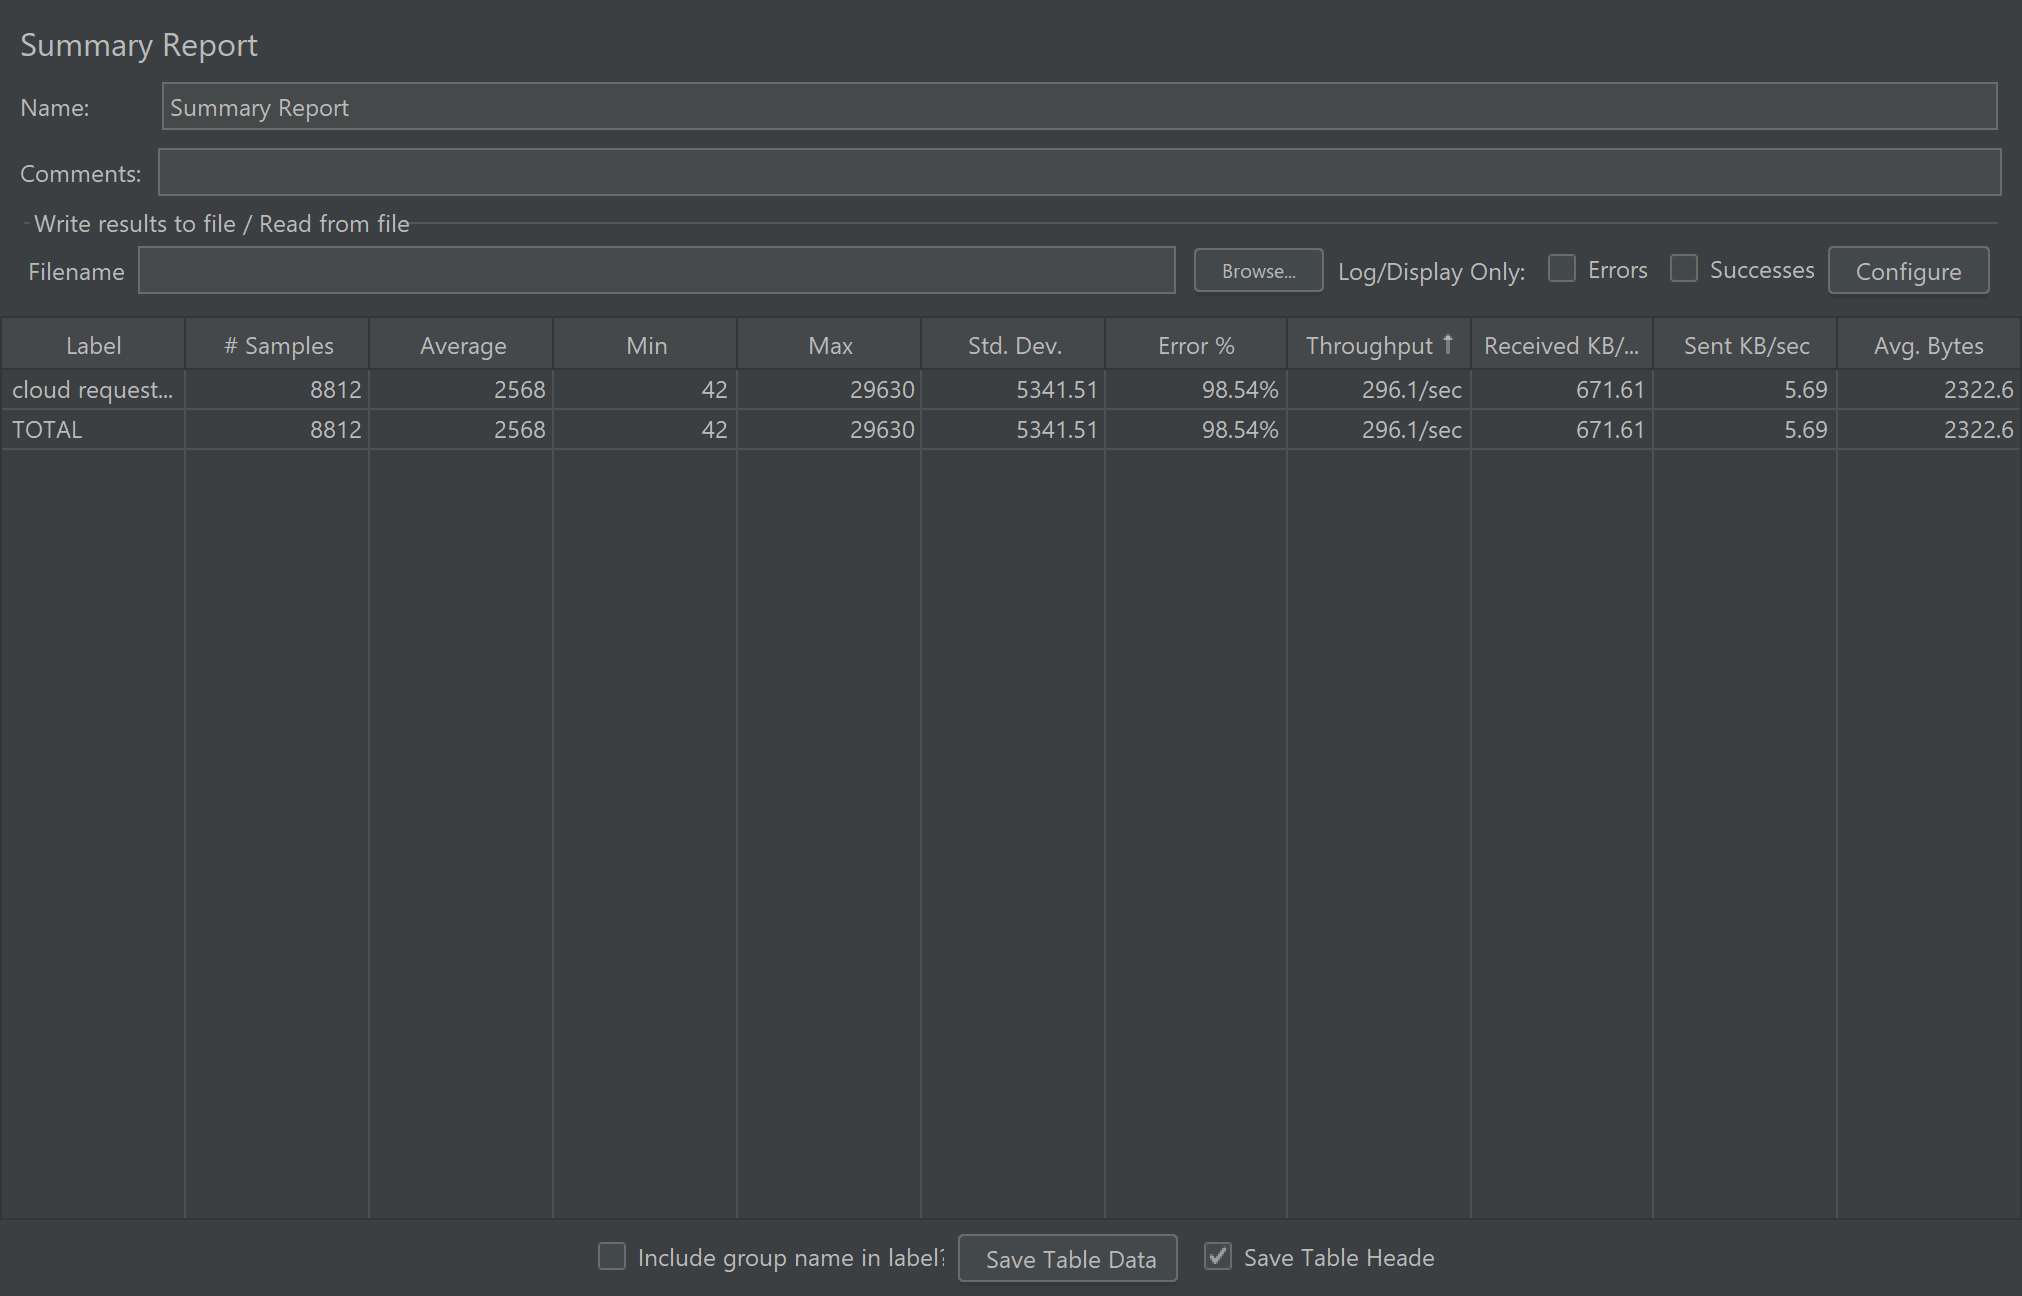 Summary Report
Name: Summary Report
Comments:
Write results to file / Read from file
Filename Browse... Log/Display Only: Errors Successes Configure
Label # Samples Average Min Max Std. Dev. Error % Throughput ↑ Received KB/... Sent KB/sec Avg. Bytes
cloud request... 8812 2568 42 29630 5341.51 98.54% 296.1/sec 671.61 5.69 2322.6
TOTAL 8812 2568 42 29630 5341.51 98.54% 296.1/sec 671.61 5.69 2322.6
Include group name in label? Save Table Data Save Table Heade